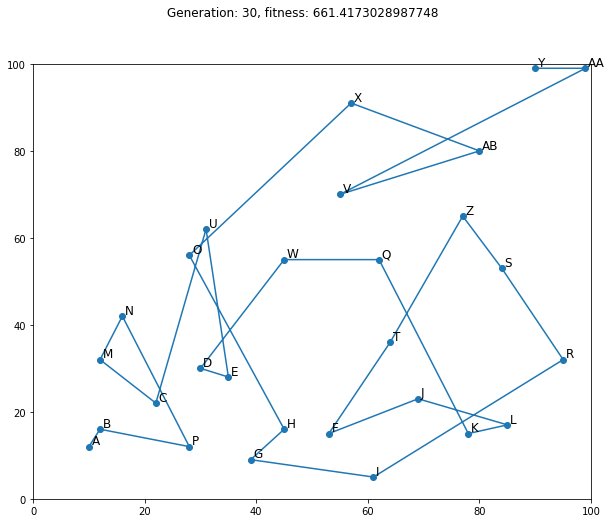 Generation: 30, fitness: 661.4173028987748
100
Y
AA
X
AB
80
V
Z
U
60
O
W
Q
S
N
40
T
M
R
D
E
J
C
20
B
H
F
K
L
A
P
G
I
0
0
20
40
60
80
100